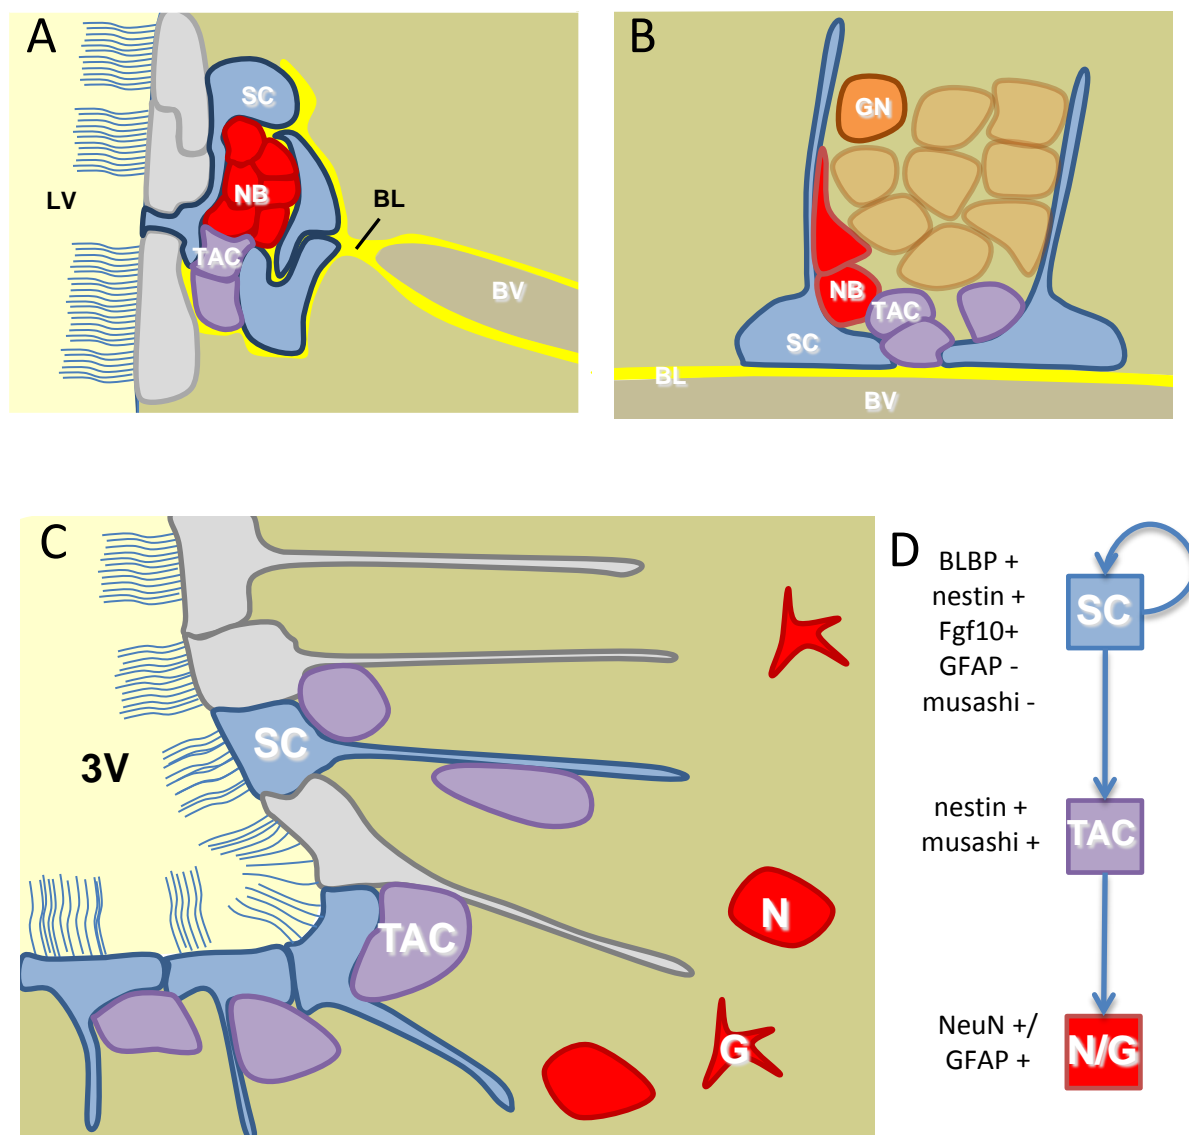 A
SC
NB
LV
BL
TAC
BV
B
GN
NB
TAC
SC
BL
BV
C
SC
3V
TAC
N
G
D
BLBP +
nestin +
Fgf10+
GFAP -
musashi -
SC
nestin +
musashi +
TAC
NeuN +/
GFAP +
N/G